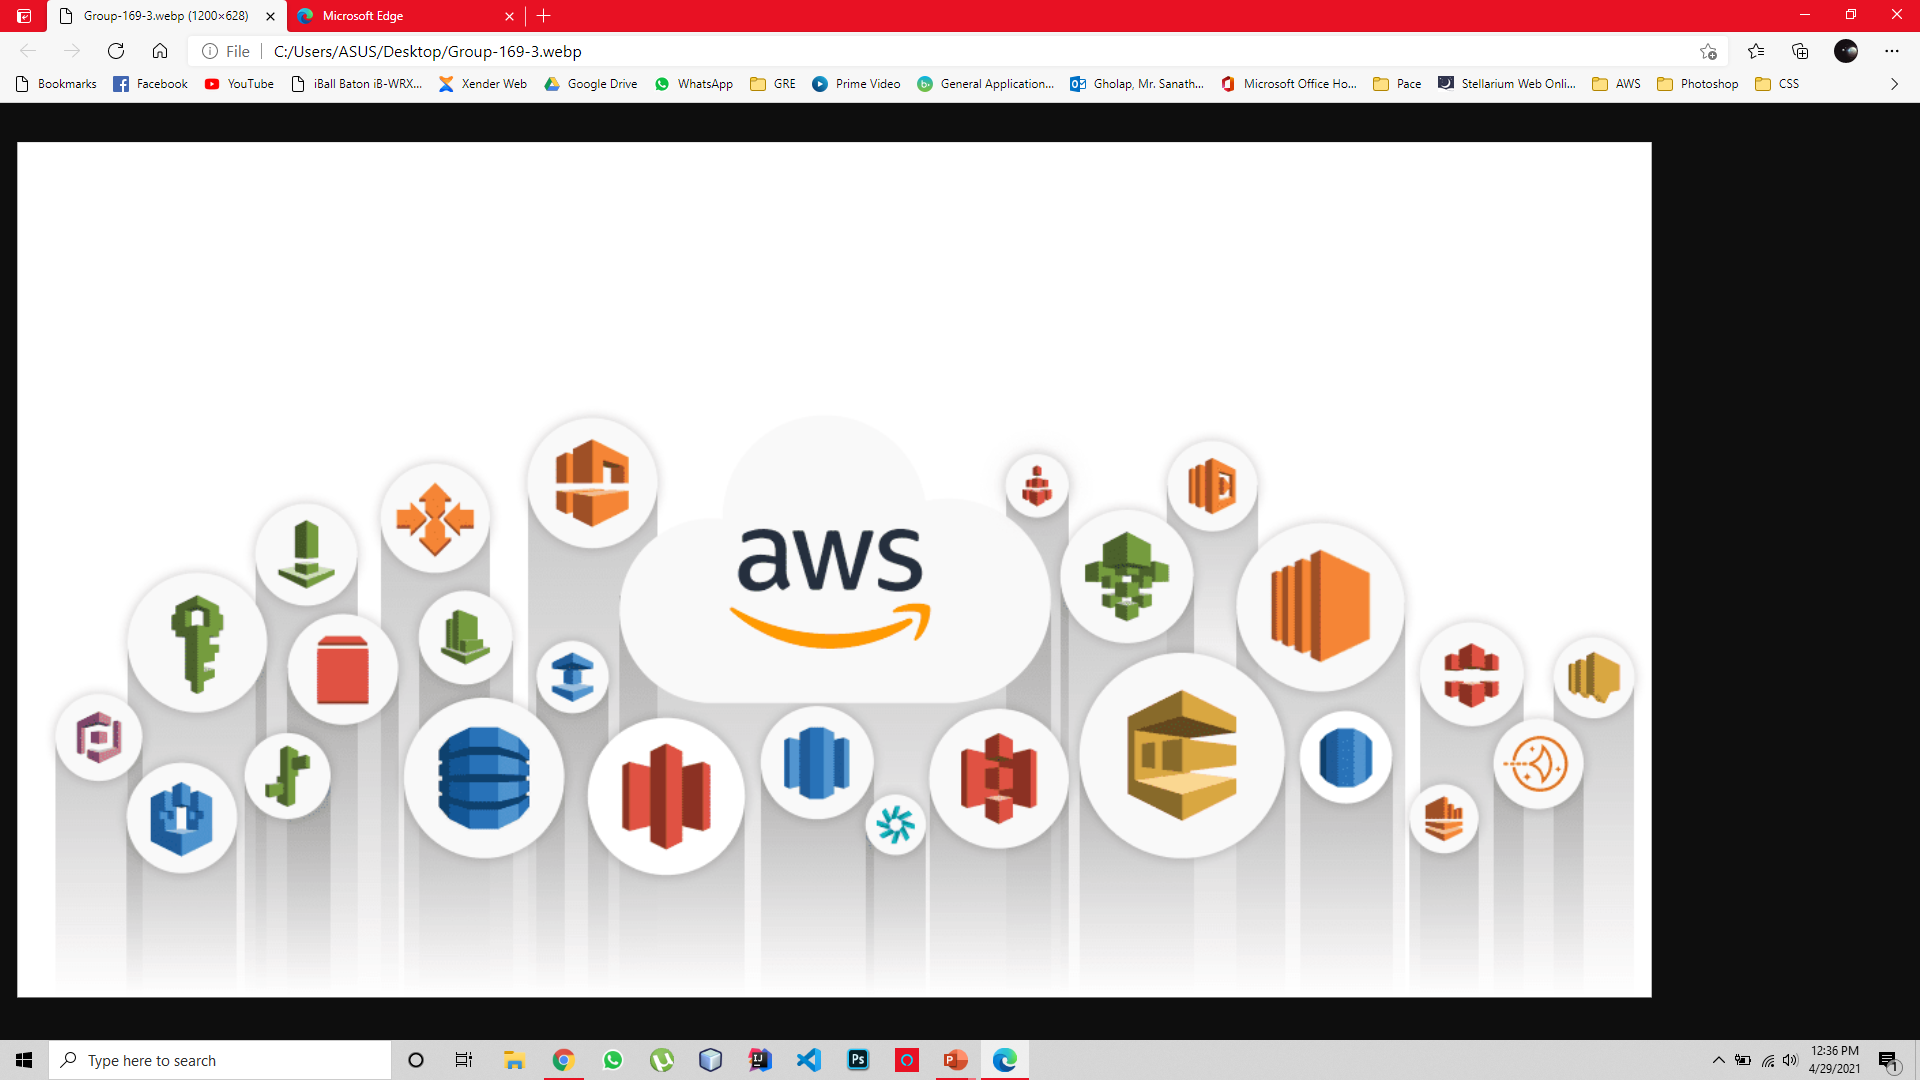 Group-169-3.webp (1200×628)
Microsoft Edge
File
C:/Users/ASUS/Desktop/Group-169-3.webp
Bookmarks
Facebook
YouTube
iBall Baton iB-WRX...
Xender Web
Google Drive
WhatsApp
GRE
Prime Video
General Application...
Gholap, Mr. Sanath...
Microsoft Office Ho...
Pace
Stellarium Web Onli...
AWS
Photoshop
CSS
aws
Type here to search
Ps
12:36 PM
4/29/2021
1